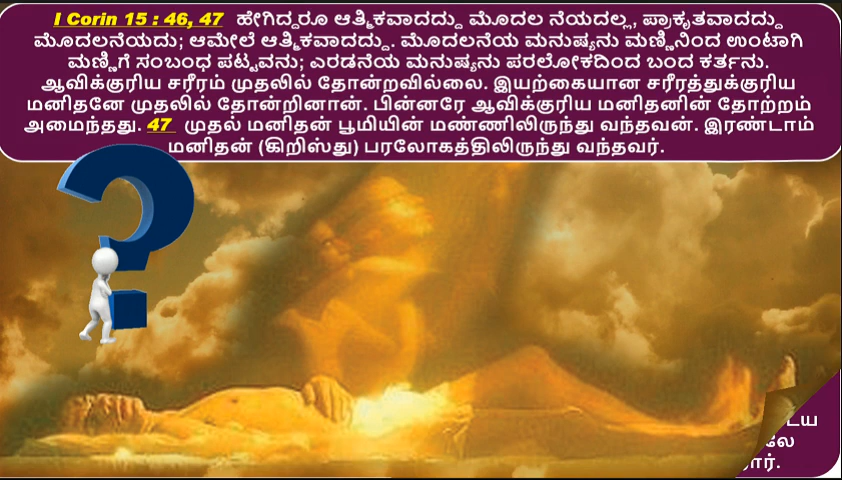 I Corin 15 : 46, 47 ಹೇಗಿದ್ದರೂ ಆತ್ಮಿಕವಾದದ್ದು ಮೊದಲ ನೆಯದಲ್ಲ, ಪ್ರಾಕೃತವಾದದ್ದು
ಮೊದಲನೆಯದು; ಆಮೇಲೆ ಆತ್ಮಿಕವಾದದ್ದು. ಮೊದಲನೆಯ ಮನುಷ್ಯನು ಮಣ್ಣಿನಿಂದ ಉಂಟಾಗಿ
ಮಣ್ಣಿಗೆ ಸಂಬಂಧ ಪಟ್ಟವನು; ಎರಡನೆಯ ಮನುಷ್ಯನು ಪರಲೋಕದಿಂದ ಬಂದ ಕರ್ತನು.
ஆவிக்குரிய சரீரம் முதலில் தோன்றவில்லை. இயற்கையான சரீரத்துக்குரிய
மனிதனே முதலில் தோன்றினான். பின்னரே ஆவிக்குரிய மனிதனின் தோற்றம்
அமைந்தது. 47 முதல் மனிதன் பூமியின் மண்ணிலிருந்து வந்தவன். இரண்டாம்
மனிதன் (கிறிஸ்து) பரலோகத்திலிருந்து வந்தவர்.